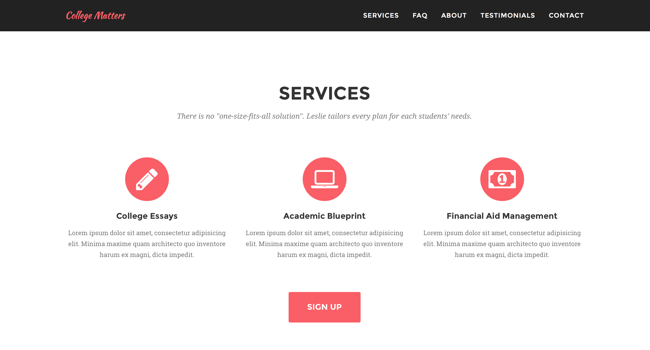 College Matters
SERVICES FAQ ABOUT TESTIMONIALS CONTACT
SERVICES
There is no "one-size-fits-all solution". Leslie tailors every plan for each students' needs.
1
College Essays
Lorem ipsum dolor sit amet, consectetur adipisicing
elit. Minima maxime quam architecto quo inventore
harum ex magni, dicta impedit.
Academic Blueprint
Lorem ipsum dolor sit amet, consectetur adipisicing
elit. Minima maxime quam architecto quo inventore
harum ex magni, dicta impedit.
Financial Aid Management
Lorem ipsum dolor sit amet, consectetur adipisicing
elit. Minima maxime quam architecto quo inventore
harum ex magni, dicta impedit.
SIGN UP